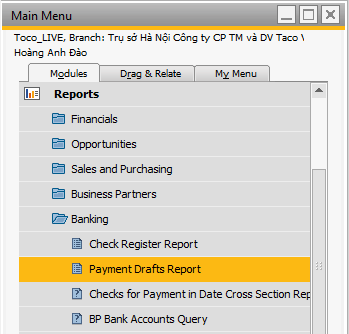 Main Menu
Toco_LIVE, Branch: Trụ sở Hà Nội Công ty CP TM và DV Taco
Hoàng Anh Đào
Modules Drag & Relate My Menu
Reports
Financials
Opportunities
Sales and Purchasing
Business Partners
Banking
Check Register Report
Payment Drafts Report
Checks for Payment in Date Cross Section Rep
BP Bank Accounts Query